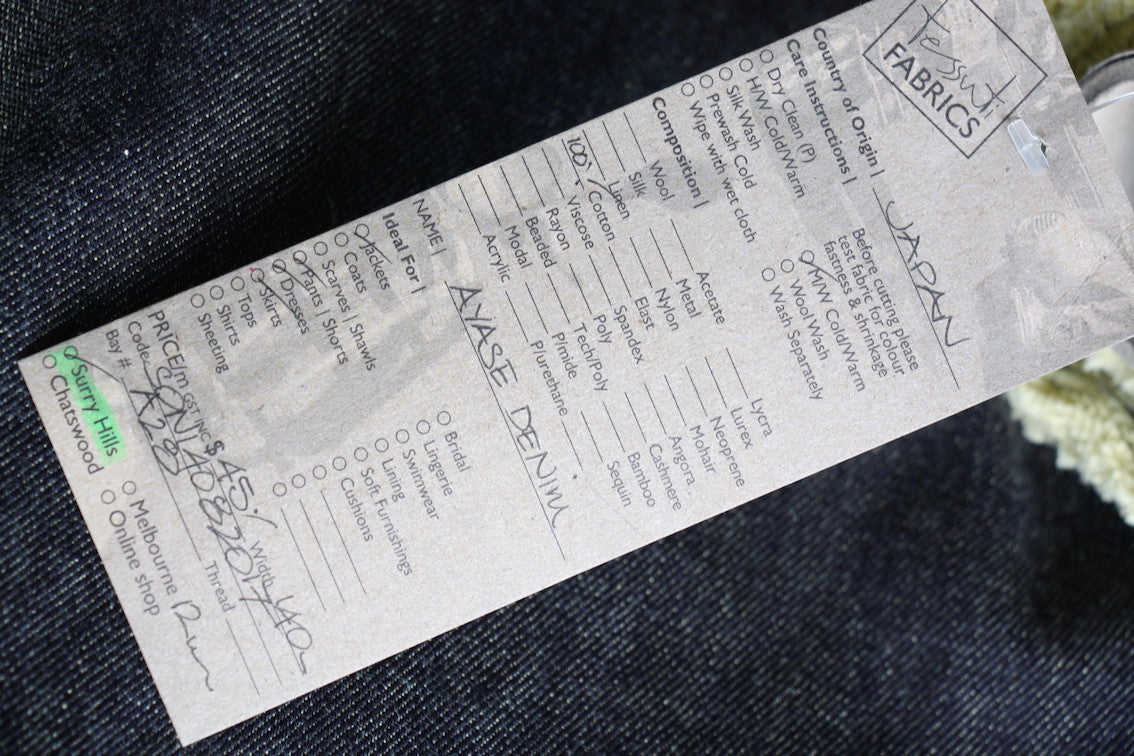 Tessuti
FABRICS
Country of Origin | JAPAN
Care Instructions |
Before cutting please
test fabric for colour
fastness & shrinkage
Dry Clean (P)
H/W Cold/Warm
Silk Wash
Prewash Cold
Wipe with wet cloth
M/W Cold/Warm
Wool Wash
Wash Separately
Composition |
Wool Acetate Lycra
Silk Metal Lurex
Linen Nylon Neoprene
100% Cotton Elast Mohair
Viscose Spandex Angora
Rayon Poly Cashmere
Beaded Tech/Poly Bamboo
Modal P/mide Sequin
Acrylic P/urethane
NAME | AYASE DENIM
Ideal For |
Jackets Bridal
Coats Lingerie
Scarves | Shawls Swimwear
Pants | Shorts Lining
Dresses Soft Furnishings
Skirts Cushions
Tops
Shirts
Sheeting
PRICE/m GST INC $ 45 Width 140
Code
Bay # A28 Thread
Surry Hills Melbourne
Chatswood Online shop